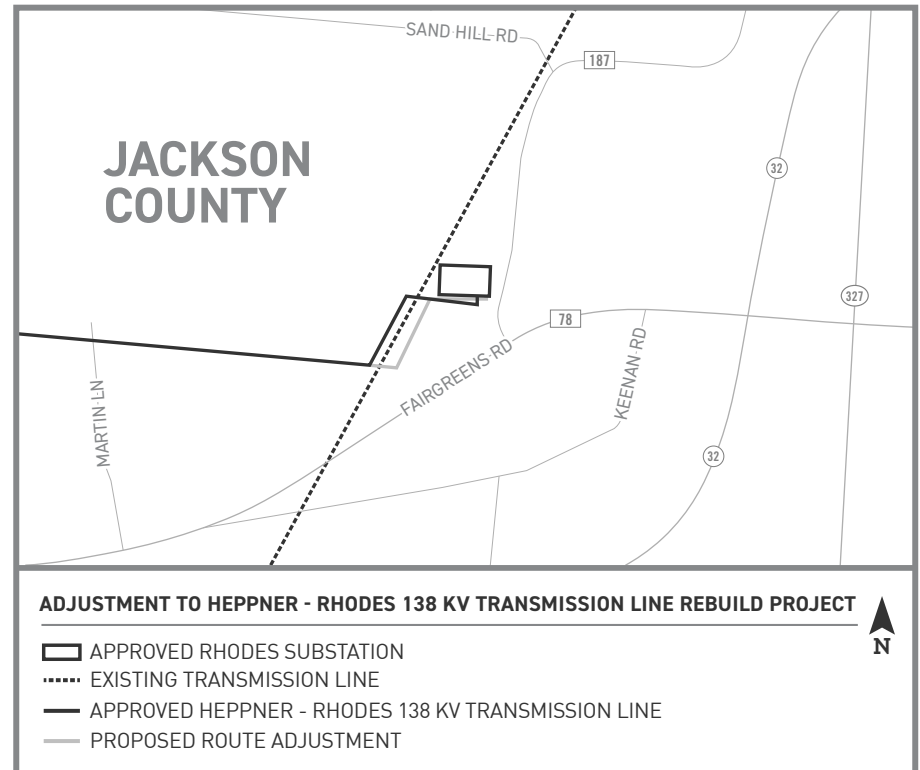 SAND HILL RD
187
JACKSON
COUNTY
32
327
78
FAIRGREENS RD
KEENAN RD
MARTIN LN
32
ADJUSTMENT TO HEPPNER - RHODES 138 KV TRANSMISSION LINE REBUILD PROJECT
N
APPROVED RHODES SUBSTATION
EXISTING TRANSMISSION LINE
APPROVED HEPPNER - RHODES 138 KV TRANSMISSION LINE
PROPOSED ROUTE ADJUSTMENT